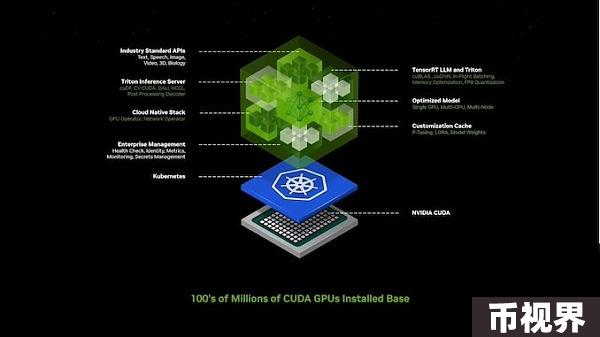 Industry Standard APIs
Text, Speech, Image,
Video, 3D, Biology
Triton Inference Server
cuDF, CV-CUDA, DALI, NCCL,
Post Processing Decoder
Cloud Native Stack
GPU Operator, Network Operator
Enterprise Management
Health Check, Identity, Metrics,
Monitoring, Secrets Management
Kubernetes
TensorRT LLM and Triton
cuBLAS, cuDNN, In-Flight Batching,
Memory Optimization, FP8 Quantization
Optimized Model
Single GPU, Multi-GPU, Multi-Node
Customization Cache
P-Tuning, LORA, Model Weights
NVIDIA CUDA
100's of Millions of CUDA GPUs Installed Base
币视界